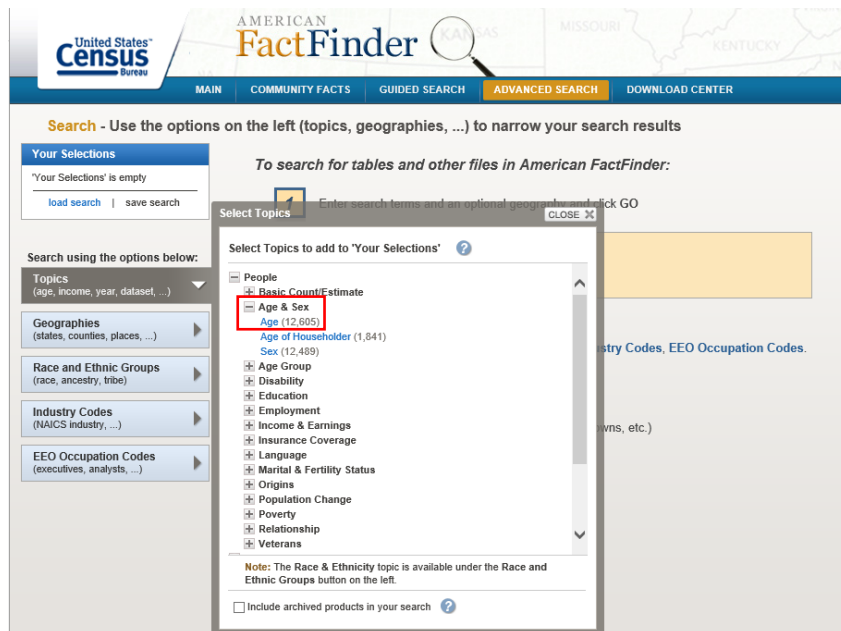 United States™
Census
Bureau
AMERICAN
FactFinder
KANSAS
MISSOURI
KENTUCKY
MAIN COMMUNITY FACTS GUIDED SEARCH ADVANCED SEARCH DOWNLOAD CENTER
Search - Use the options on the left (topics, geographies, ...) to narrow your search results
Your Selections
'Your Selections' is empty
load search | save search
To search for tables and other files in American FactFinder:
1 Enter search terms and an optional geography and click GO
Search using the options below:
Topics
(age, income, year, dataset, ...)
Geographies
(states, counties, places, ...)
Race and Ethnic Groups
(race, ancestry, tribe)
Industry Codes
(NAICS industry, ...)
EEO Occupation Codes
(executives, analysts, ...)
Select Topics CLOSE X
Select Topics to add to 'Your Selections' ?
People
Basic Count/Estimate
Age & Sex
Age (12,605)
Age of Householder (1,841)
Sex (12,489)
Age Group
Disability
Education
Employment
Income & Earnings
Insurance Coverage
Language
Marital & Fertility Status
Origins
Population Change
Poverty
Relationship
Veterans
Note: The Race & Ethnicity topic is available under the Race and
Ethnic Groups button on the left.
Include archived products in your search ?
stry Codes, EEO Occupation Codes.
wns, etc.)